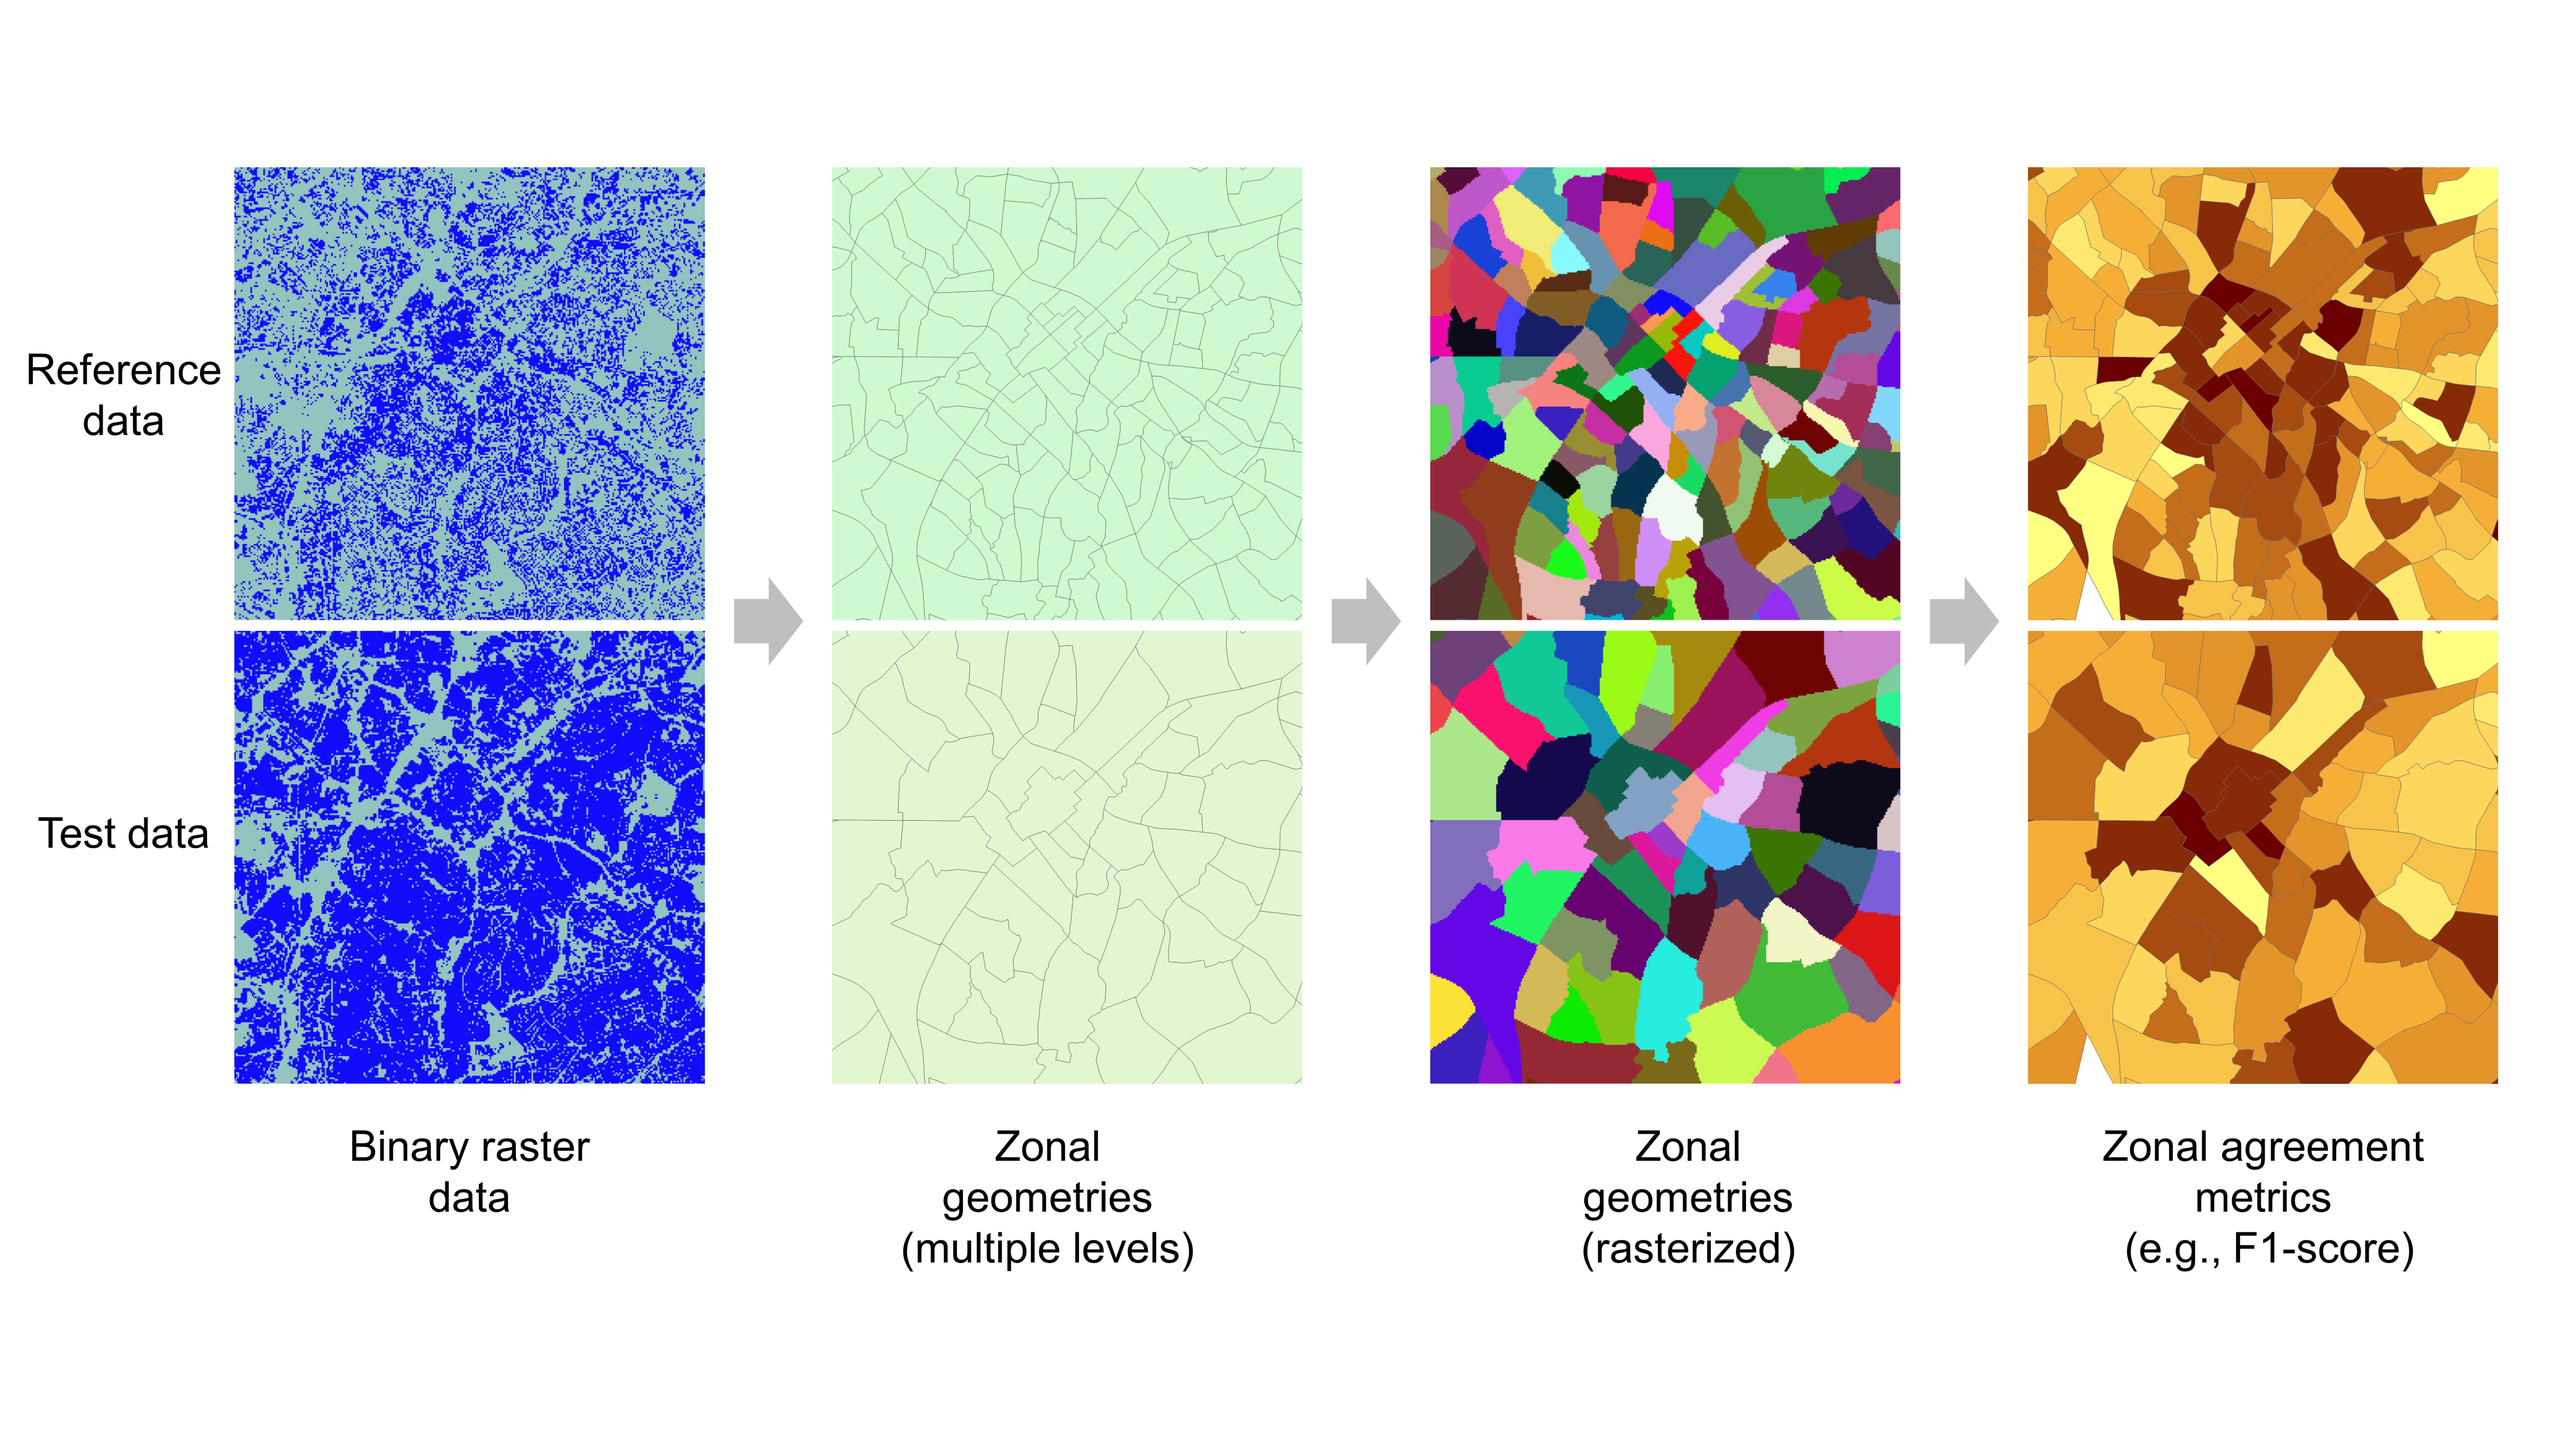 Reference
data
Test data
Binary raster
data
Zonal
geometries
(multiple levels)
Zonal
geometries
(rasterized)
Zonal agreement
metrics
(e.g., F1-score)